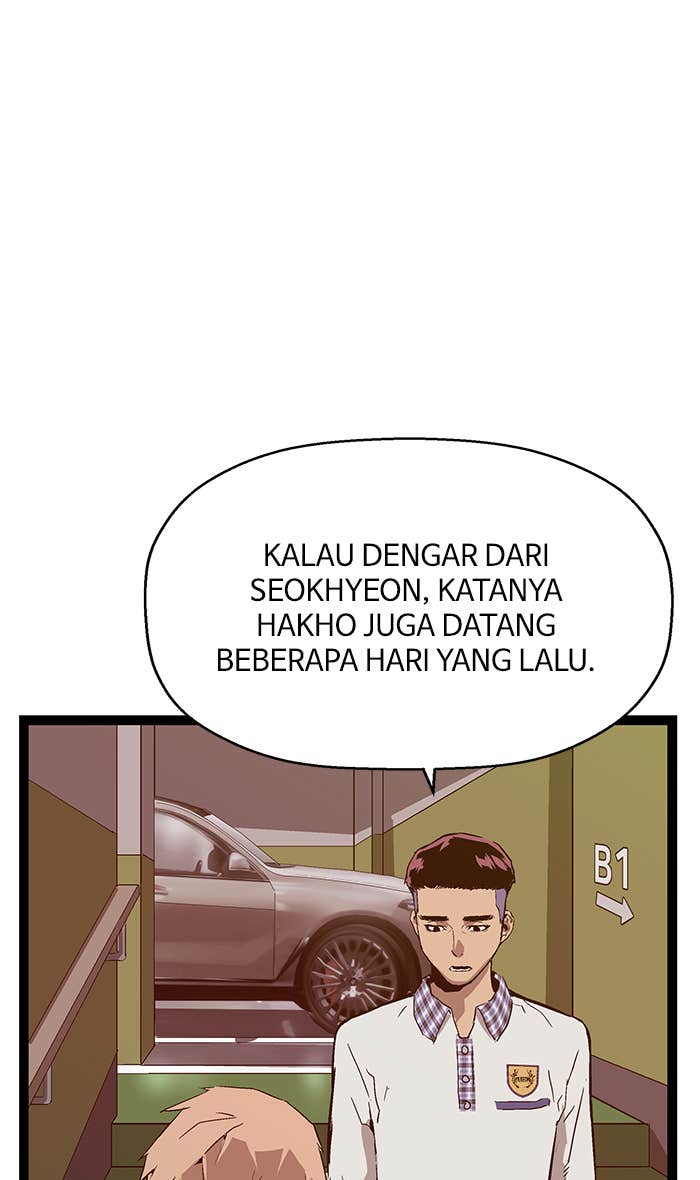 KALAU DENGAR DARI
SEOKHYEON, KATANYA
HAKHO JUGA DATANG
BEBERAPA HARI YANG LALU.
B1